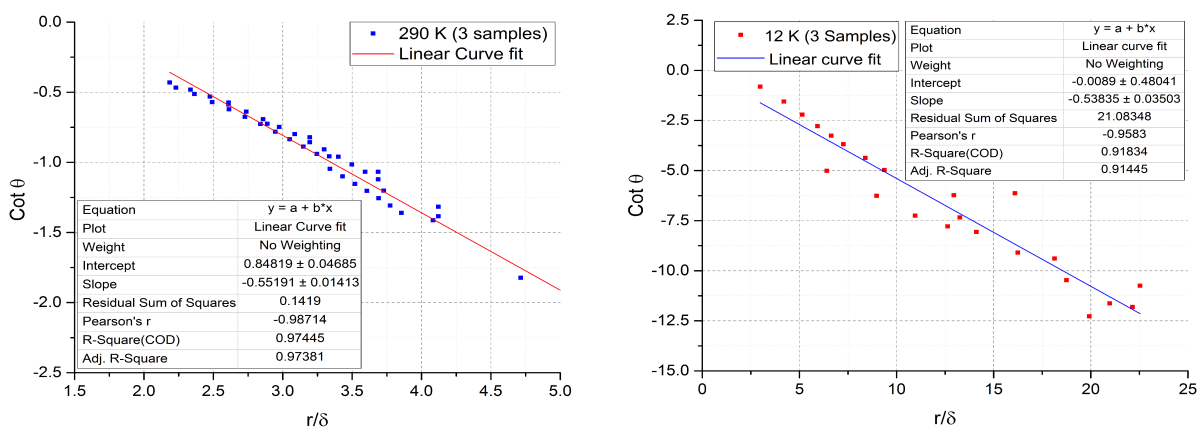 0.0
-0.5
-1.0
-1.5
-2.0
-2.5
Cot θ
290 K (3 samples)
Linear Curve fit
Equation y = a + b*x
Plot Linear Curve fit
Weight No Weighting
Intercept 0.84819 ± 0.04685
Slope -0.55191 ± 0.01413
Residual Sum of Squares 0.1419
Pearson's r -0.98714
R-Square(COD) 0.97445
Adj. R-Square 0.97381
1.5 2.0 2.5 3.0 3.5 4.0 4.5 5.0
r/δ
2.5
0.0
-2.5
-5.0
-7.5
-10.0
-12.5
-15.0
Cot θ
12 K (3 Samples)
Linear curve fit
Equation y = a + b*x
Plot Linear curve fit
Weight No Weighting
Intercept -0.0089 ± 0.48041
Slope -0.53835 ± 0.03503
Residual Sum of Squares 21.08348
Pearson's r -0.9583
R-Square(COD) 0.91834
Adj. R-Square 0.91445
0 5 10 15 20 25
r/δ